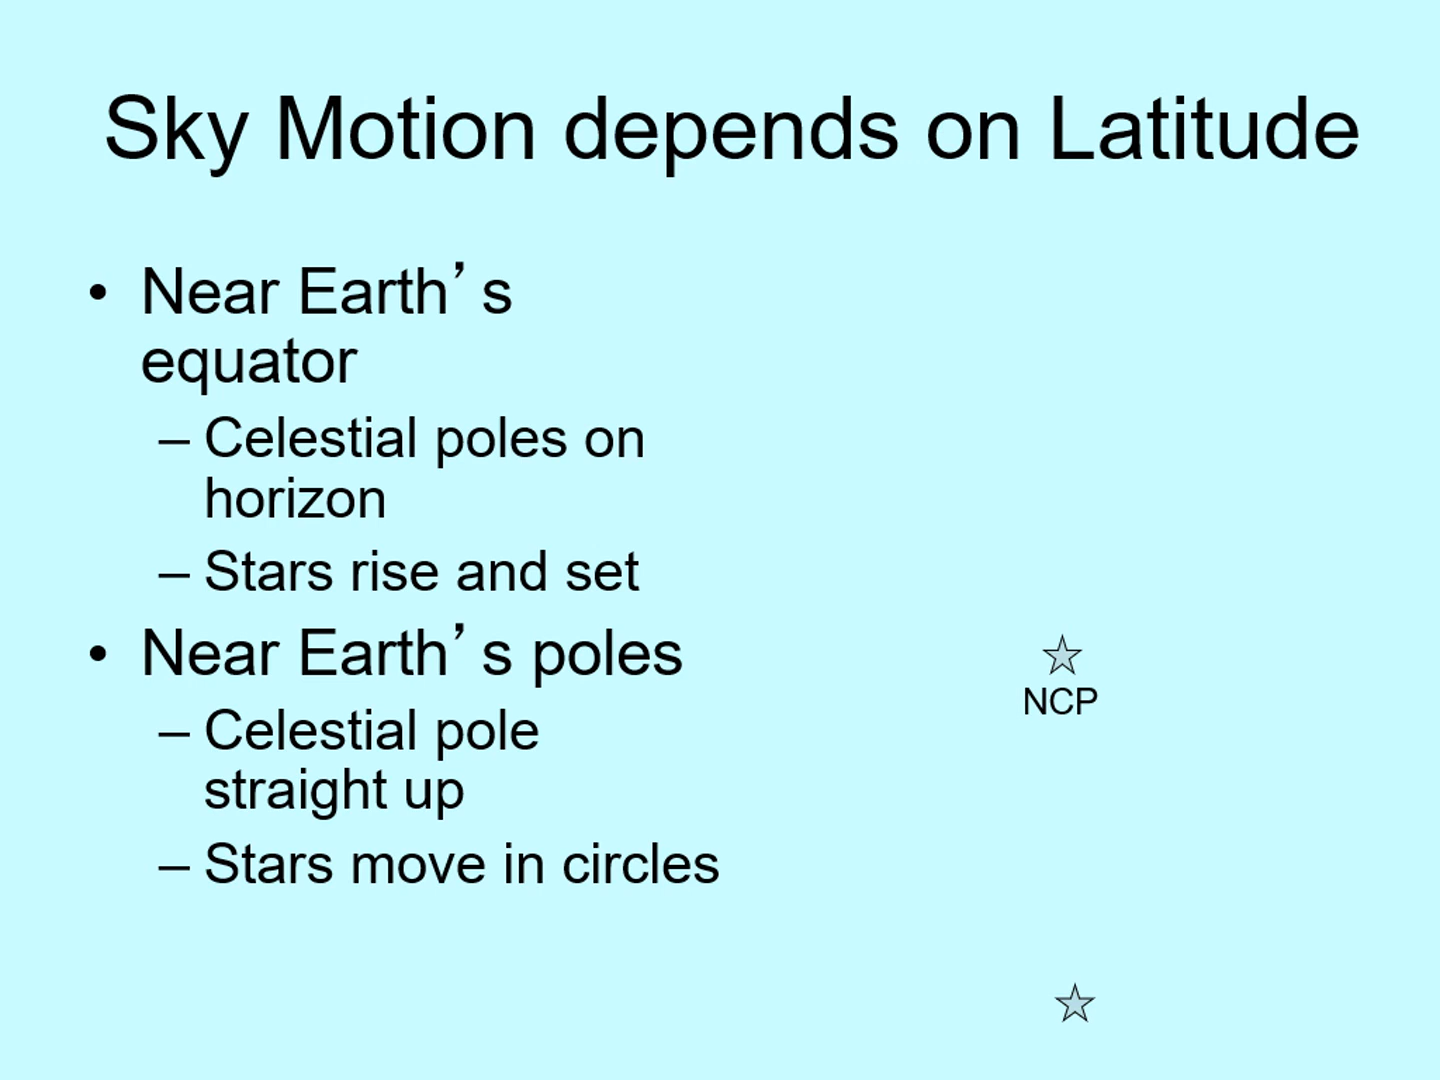 Sky Motion depends on Latitude
• Near Earth’s
equator
– Celestial poles on
horizon
– Stars rise and set
• Near Earth’s poles
– Celestial pole
straight up
– Stars move in circles
NCP